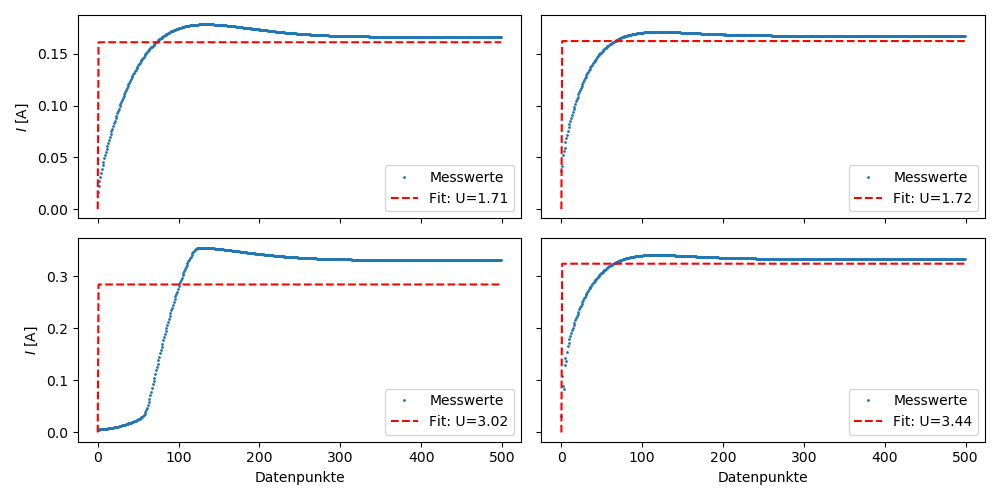 0.15
0.10
0.05
0.00
I [A]
Messwerte
Fit: U=1.71
Messwerte
Fit: U=1.72
0.3
0.2
0.1
0.0
I [A]
Messwerte
Fit: U=3.02
Messwerte
Fit: U=3.44
0 100 200 300 400 500
0 100 200 300 400 500
Datenpunkte
Datenpunkte